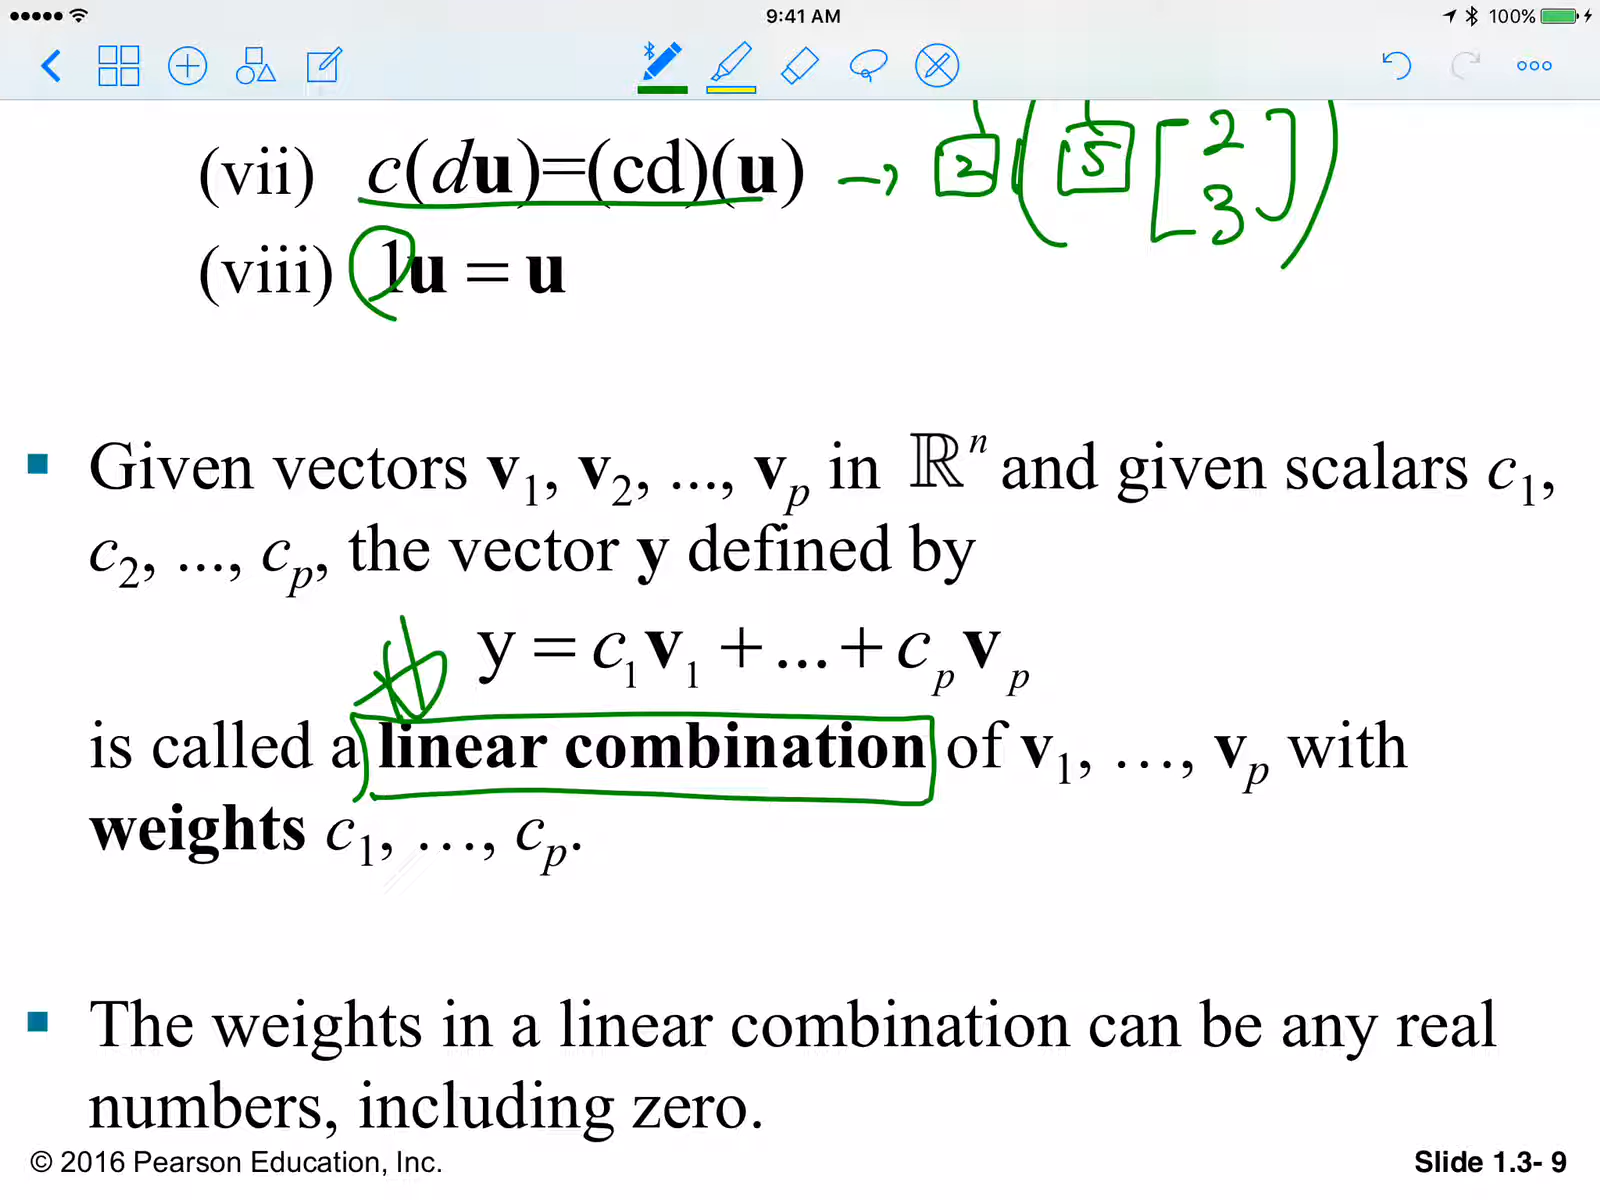 9:41 AM
100%
(vii) c(du)=(cd)(u) → 2 ( 5 [2
3])
(viii) 1u = u
Given vectors v₁, v₂, ..., vₚ in ℝⁿ and given scalars c₁,
c₂, ..., cₚ, the vector y defined by
y = c₁v₁ + ... + cₚvₚ
is called a linear combination of v₁, …, vₚ with
weights c₁, …, cₚ.
The weights in a linear combination can be any real
numbers, including zero.
© 2016 Pearson Education, Inc.
Slide 1.3- 9